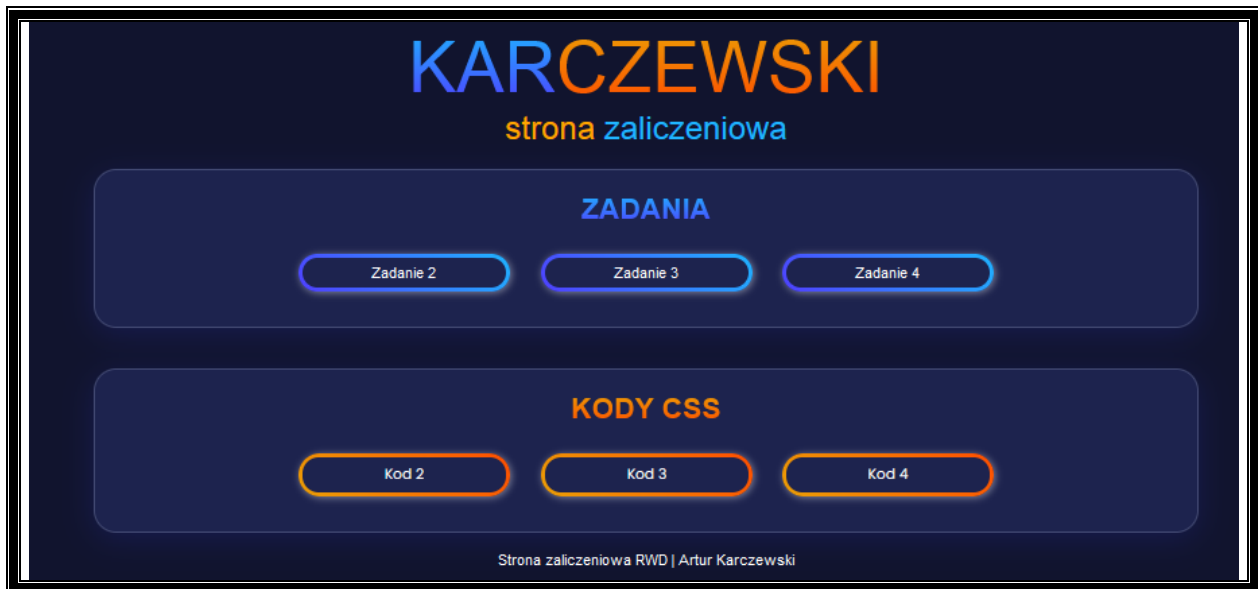 KARCZEWSKI
strona zaliczeniowa
ZADANIA
Zadanie 2 Zadanie 3 Zadanie 4
KODY CSS
Kod 2 Kod 3 Kod 4
Strona zaliczeniowa RWD | Artur Karczewski